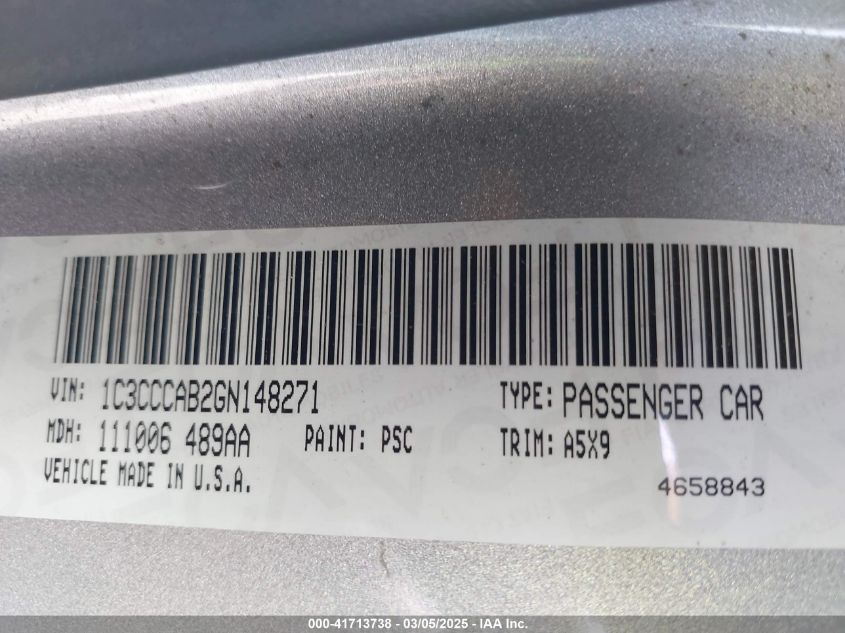 VIN: 1C3CCCAB2GN148271 TYPE: PASSENGER CAR
MDH: 111006 489AA PAINT: PSC TRIM: A5X9
VEHICLE MADE IN U.S.A. 4658843
000-41713738 - 03/05/2025 - IAA Inc.